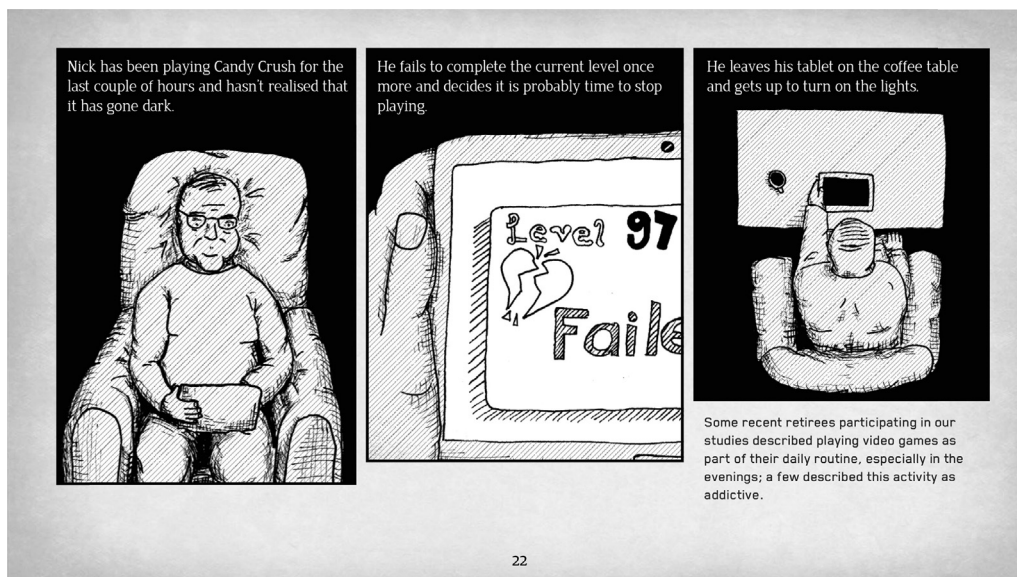 Nick has been playing Candy Crush for the
last couple of hours and hasn't realised that
it has gone dark.
He fails to complete the current level once
more and decides it is probably time to stop
playing.
Level 97
Faile
He leaves his tablet on the coffee table
and gets up to turn on the lights.
Some recent retirees participating in our
studies described playing video games as
part of their daily routine, especially in the
evenings; a few described this activity as
addictive.
22